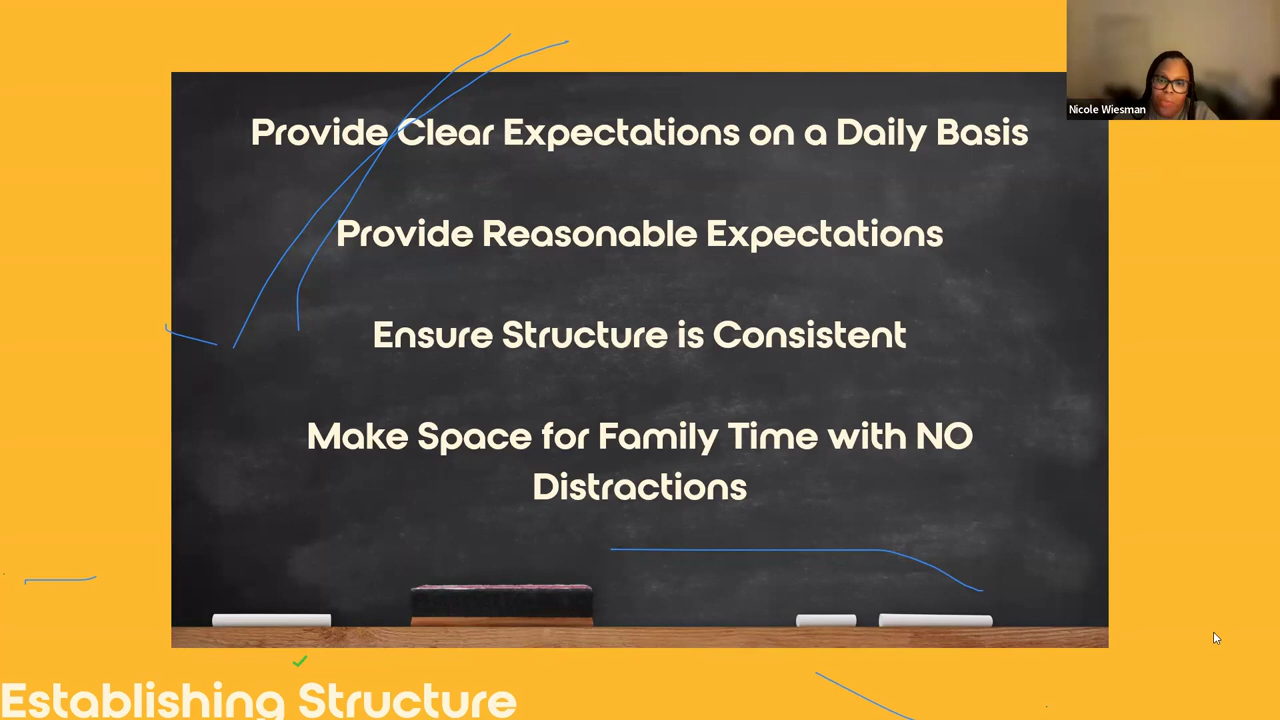 Nicole Wiesman
Provide Clear Expectations on a Daily Basis
Provide Reasonable Expectations
Ensure Structure is Consistent
Make Space for Family Time with NO
Distractions
Establishing Structure